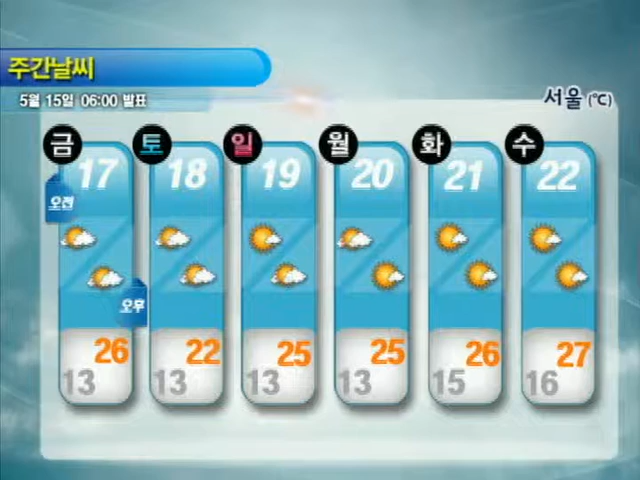 주간날씨
5월 15일 06:00 발표
서울 (℃)
금 토 일 월 화 수
17 18 19 20 21 22
오전
오후
26 22 25 25 26 27
13 13 13 13 15 16